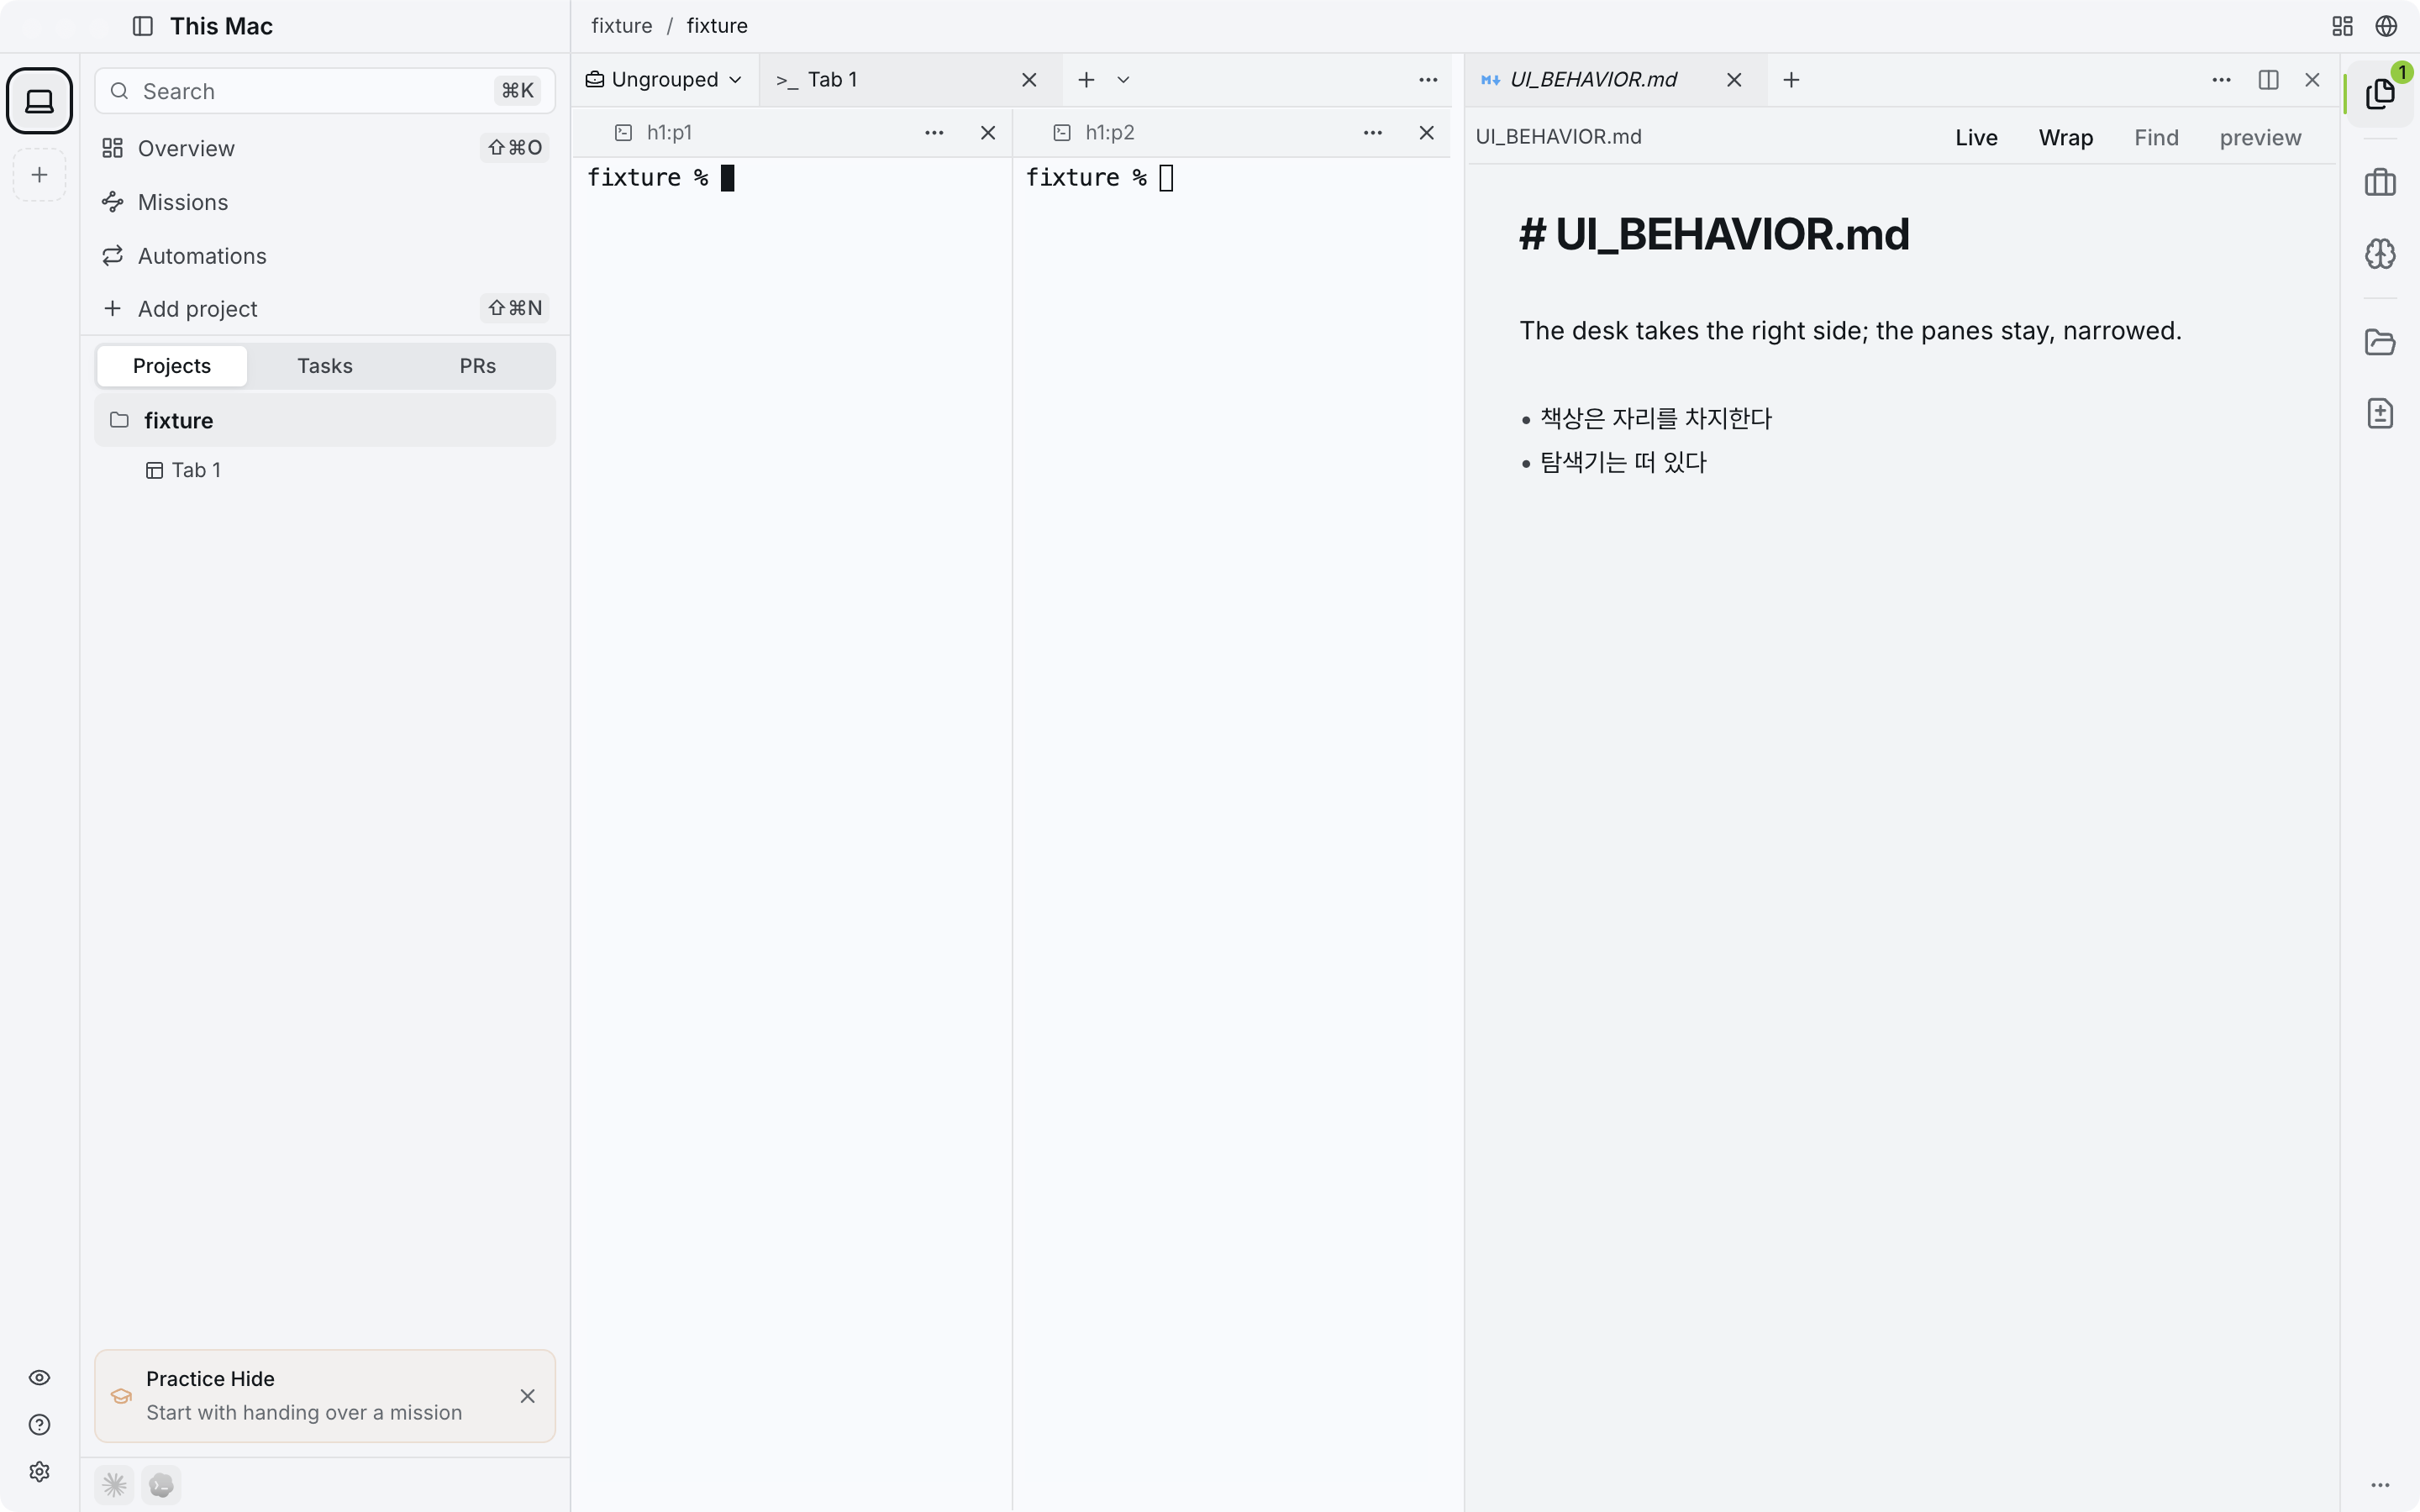 This Mac
fixture / fixture
Search ⌘K
Overview ⇧⌘O
Missions
Automations
Add project ⇧⌘N
Projects Tasks PRs
fixture
Tab 1
Practice Hide
Start with handing over a mission
Ungrouped >_ Tab 1
h1:p1
h1:p2
fixture %
fixture %
UI_BEHAVIOR.md
UI_BEHAVIOR.md Live Wrap Find preview
# UI_BEHAVIOR.md
The desk takes the right side; the panes stay, narrowed.
• 책상은 자리를 차지한다
• 탐색기는 떠 있다
1